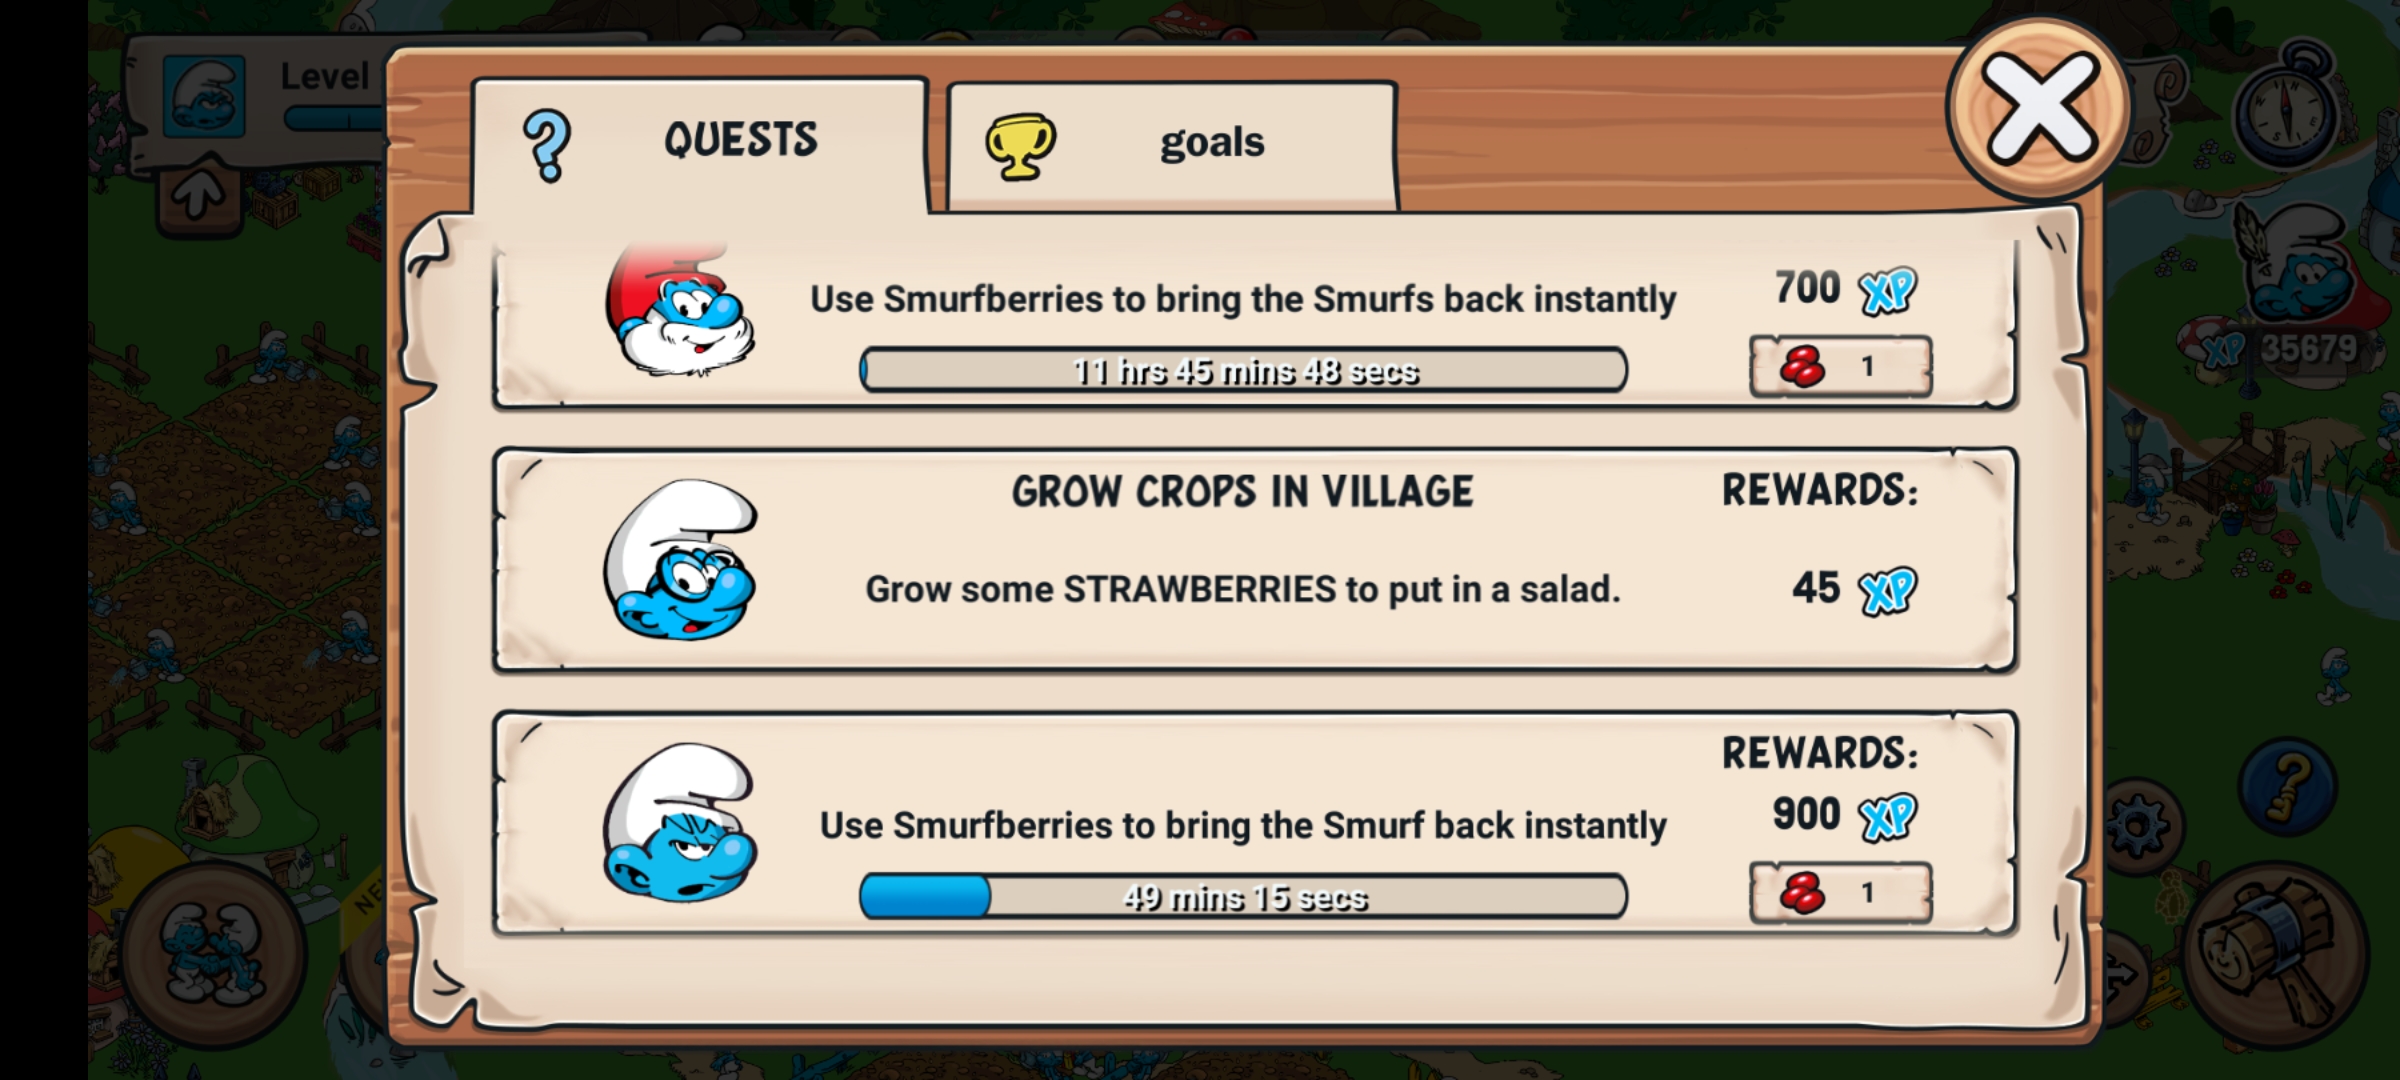 Level
QUESTS
goals
Use Smurfberries to bring the Smurfs back instantly
700 XP
11 hrs 45 mins 48 secs
1
XP 35679
GROW CROPS IN VILLAGE
REWARDS:
Grow some STRAWBERRIES to put in a salad.
45 XP
REWARDS:
Use Smurfberries to bring the Smurf back instantly
900 XP
49 mins 15 secs
1